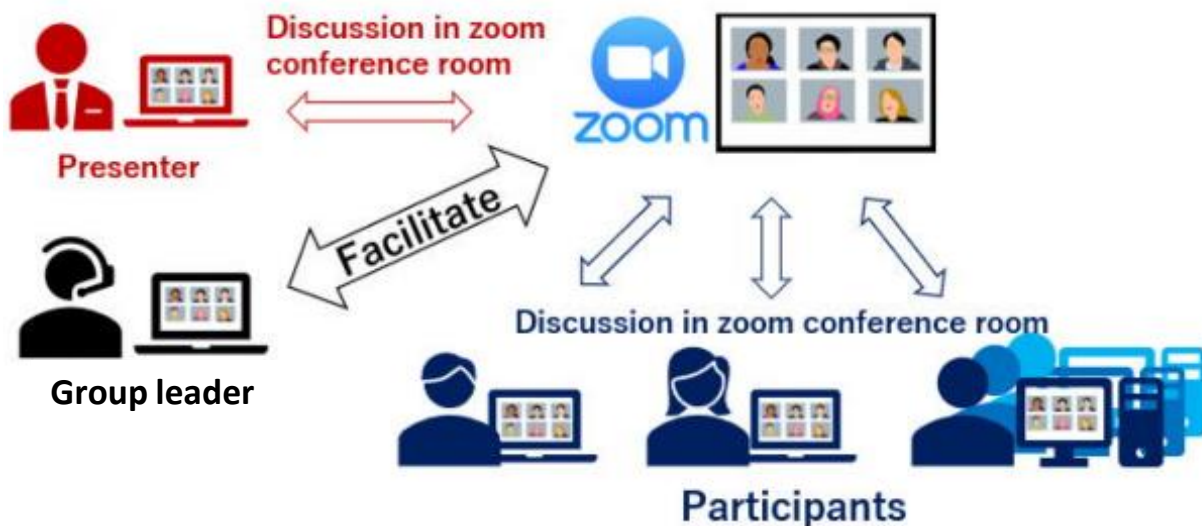 Discussion in zoom
conference room
zoom
Presenter
Facilitate
Group leader
Discussion in zoom conference room
Participants